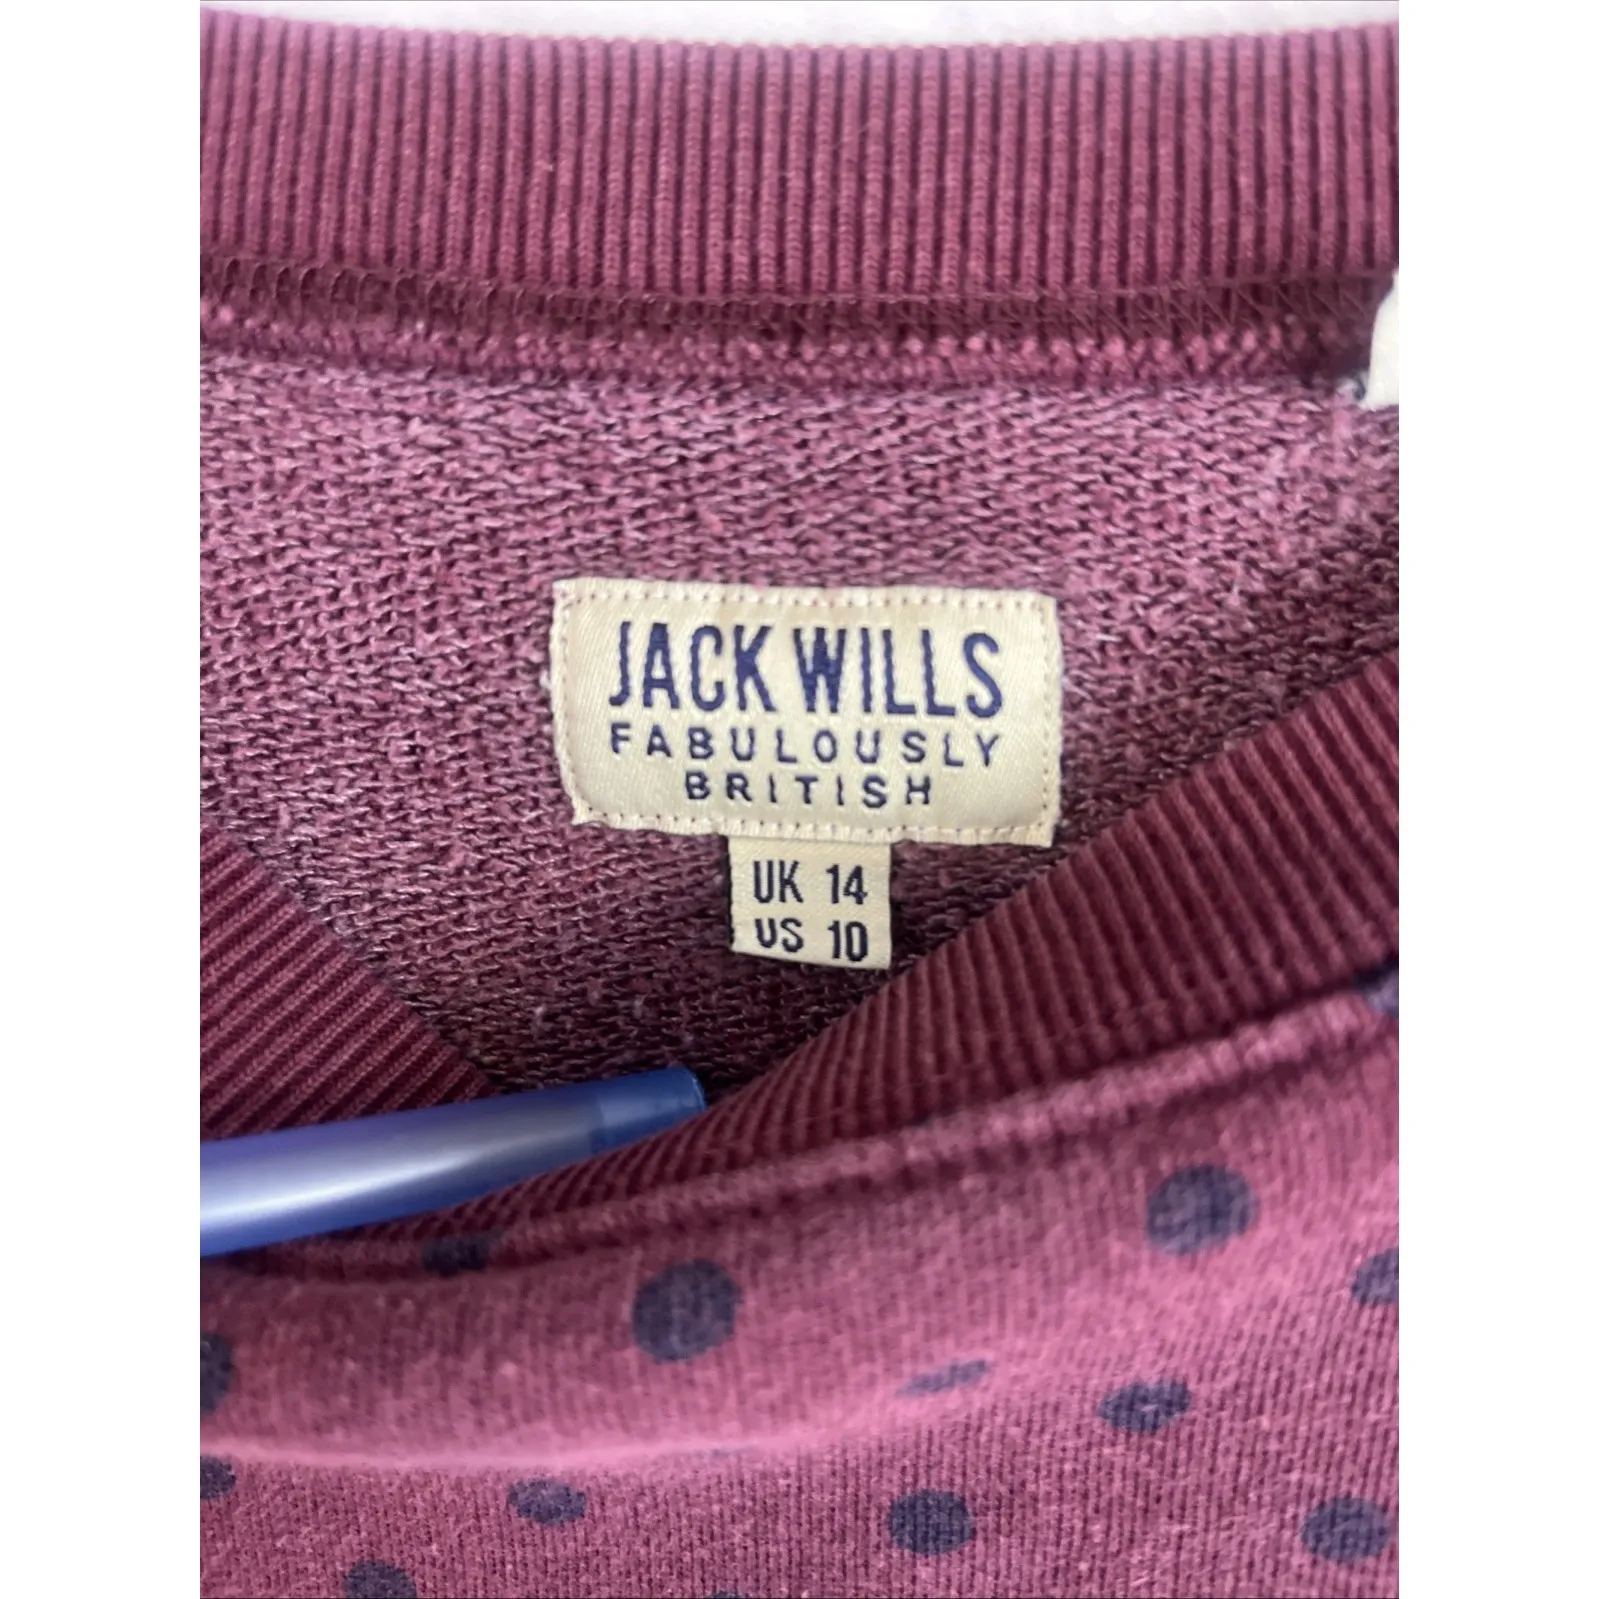 JACK WILLS
FABULOUSLY
BRITISH
UK 14
US 10